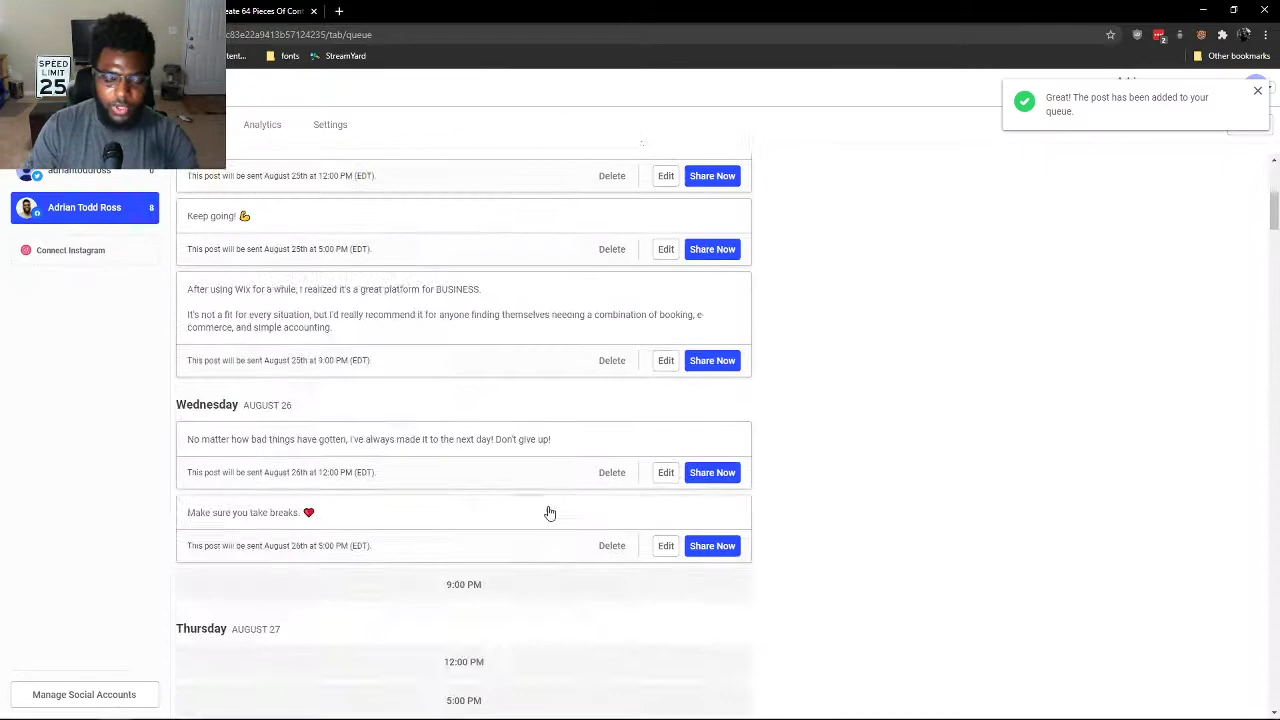 eate 64 Pieces Of Cont
c83e22a9413b57124235/tab/queue
tent...
fonts
StreamYard
Other bookmarks
SPEED
LIMIT
25
Great! The post has been added to your
queue.
Analytics
Settings
adriantoddross
0
Adrian Todd Ross
8
Connect Instagram
This post will be sent August 25th at 12:00 PM (EDT).
Delete
Edit
Share Now
Keep going! 💪
This post will be sent August 25th at 5:00 PM (EDT).
Delete
Edit
Share Now
After using Wix for a while, I realized it's a great platform for BUSINESS.
It's not a fit for every situation, but I'd really recommend it for anyone finding themselves needing a combination of booking, e-
commerce, and simple accounting.
This post will be sent August 25th at 9:00 PM (EDT).
Delete
Edit
Share Now
Wednesday AUGUST 26
No matter how bad things have gotten, I've always made it to the next day! Don't give up!
This post will be sent August 26th at 12:00 PM (EDT).
Delete
Edit
Share Now
Make sure you take breaks. ❤️
This post will be sent August 26th at 5:00 PM (EDT).
Delete
Edit
Share Now
9:00 PM
Thursday AUGUST 27
12:00 PM
5:00 PM
Manage Social Accounts